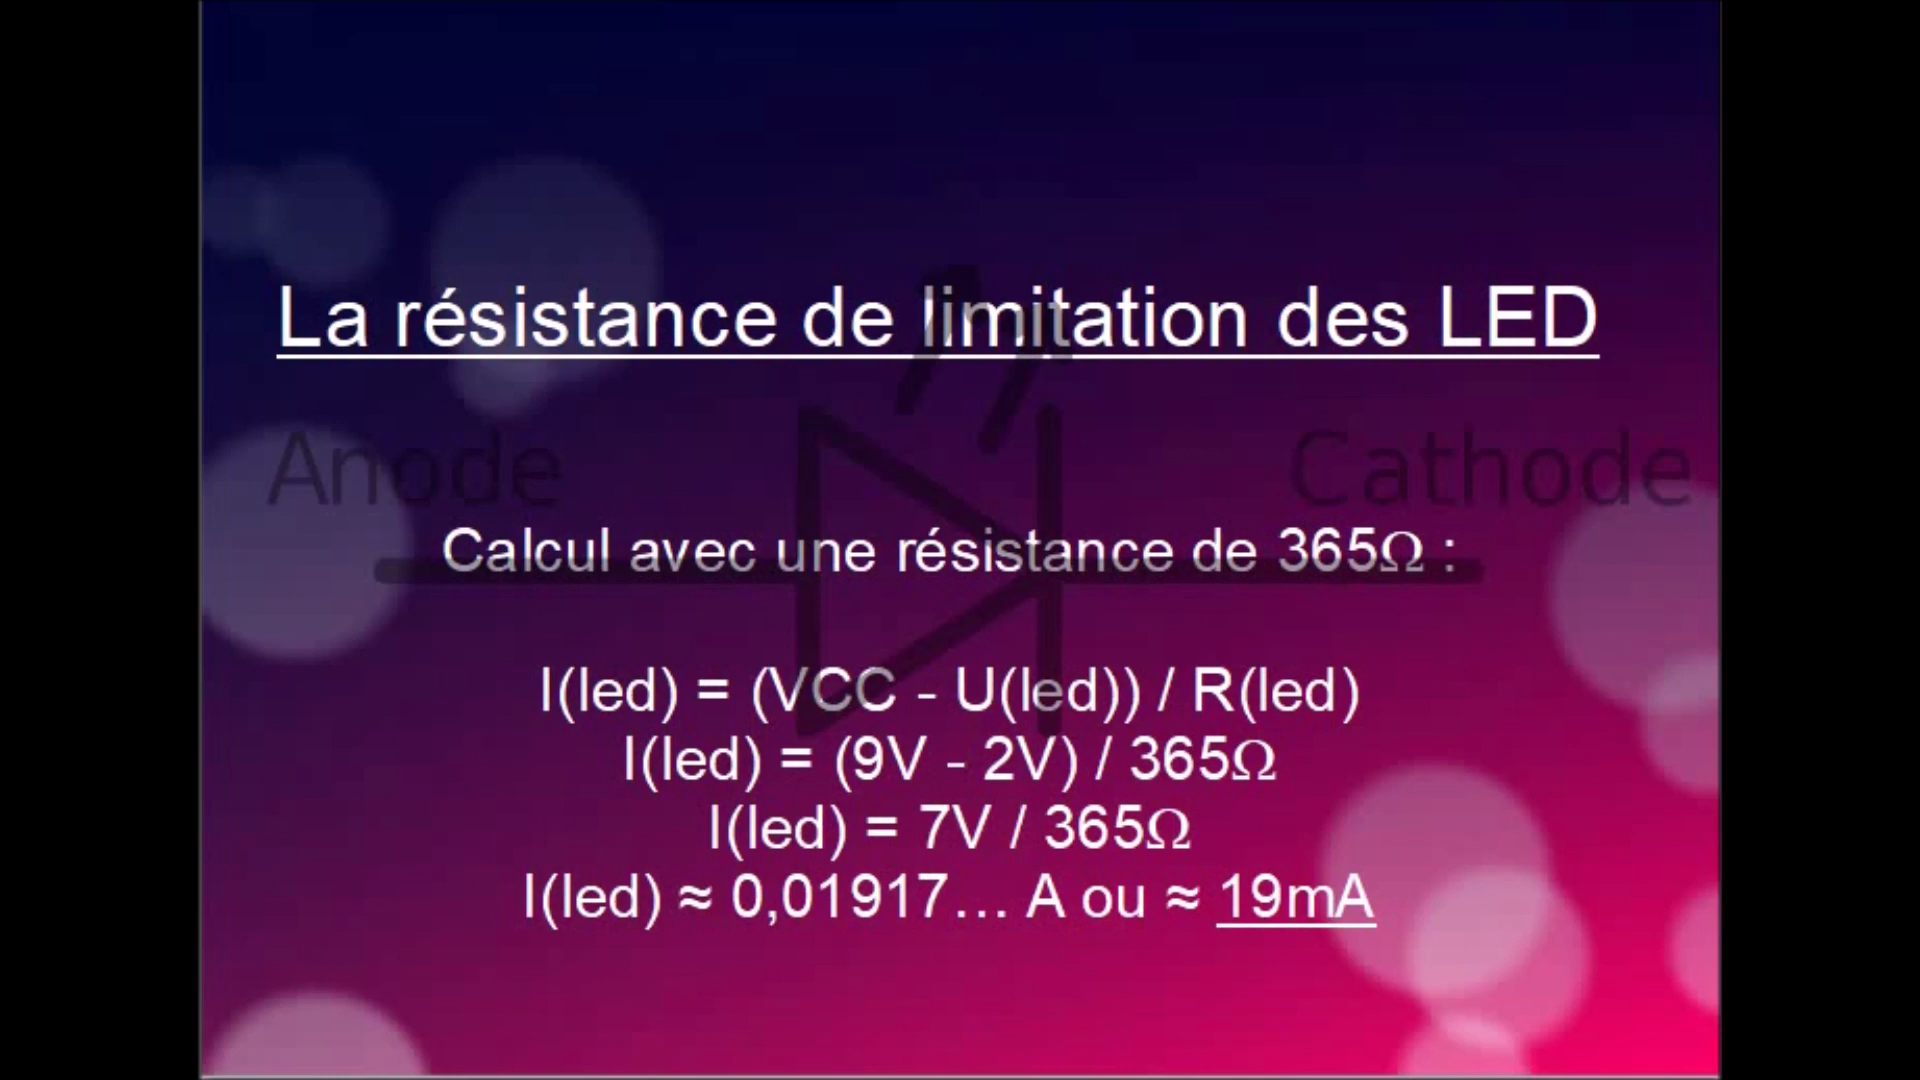 La résistance de limitation des LED
Anode
Cathode
Calcul avec une résistance de 365Ω :
I(led) = (VCC - U(led)) / R(led)
I(led) = (9V - 2V) / 365Ω
I(led) = 7V / 365Ω
I(led) ≈ 0,01917... A ou ≈ 19mA